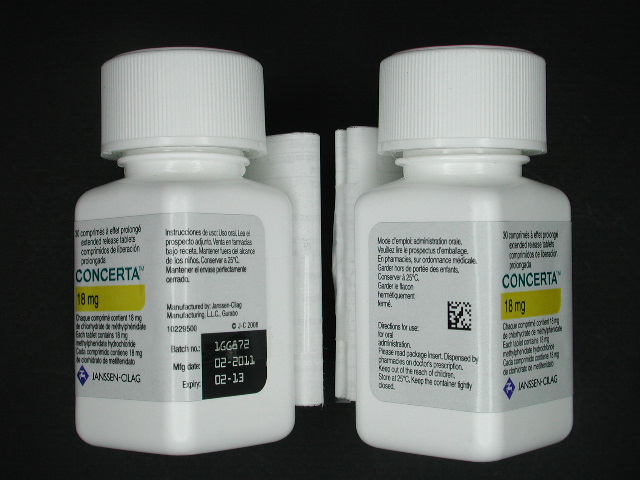 30 comprimés à effet prolongé
extended release tablets
comprimidos de liberación
prolongada
CONCERTA™
18 mg
Chaque comprimé contient 18 mg
de chlorhydrate de méthylphénidate
Each tablet contains 18 mg
methylphenidate hydrochloride
Cada comprimido contiene 18 mg
de clorhidrato de metilfenidato
JANSSEN-CILAG
Instrucciones de uso: Uso oral. Lea el
prospecto adjunto. Venta en farmacias
bajo receta. Mantener fuera del alcance
de los niños. Conservar a 25°C.
Mantener el envase perfectamente
cerrado.
Manufactured by: Janssen-Cilag
Manufacturing, L.L.C., Gurabo
10229500
© J-C 2008
Batch no.: 1GG672
Mfg date: 02-2011
Expiry: 02-13
Mode d'emploi: administration orale.
Veuillez lire le prospectus d'emballage.
En pharmacies, sur ordonnance médicale.
Garder hors de portée des enfants.
Conserver à 25°C.
Garder le flacon
hermétiquement
fermé.
Directions for use:
for oral
administration.
Please read package insert. Dispensed by
pharmacies on doctor's prescription.
Keep out of the reach of children.
Store at 25°C. Keep the container tightly
closed.
30 comprimés à effet prolongé
extended release tablets
comprimidos de liberación
prolongada
CONCERTA™
18 mg
Chaque comprimé contient 18 mg
de chlorhydrate de méthylphénidate
Each tablet contains 18 mg
methylphenidate hydrochloride
Cada comprimido contiene 18 mg
de clorhidrato de metilfenidato
JANSSEN-CILAG